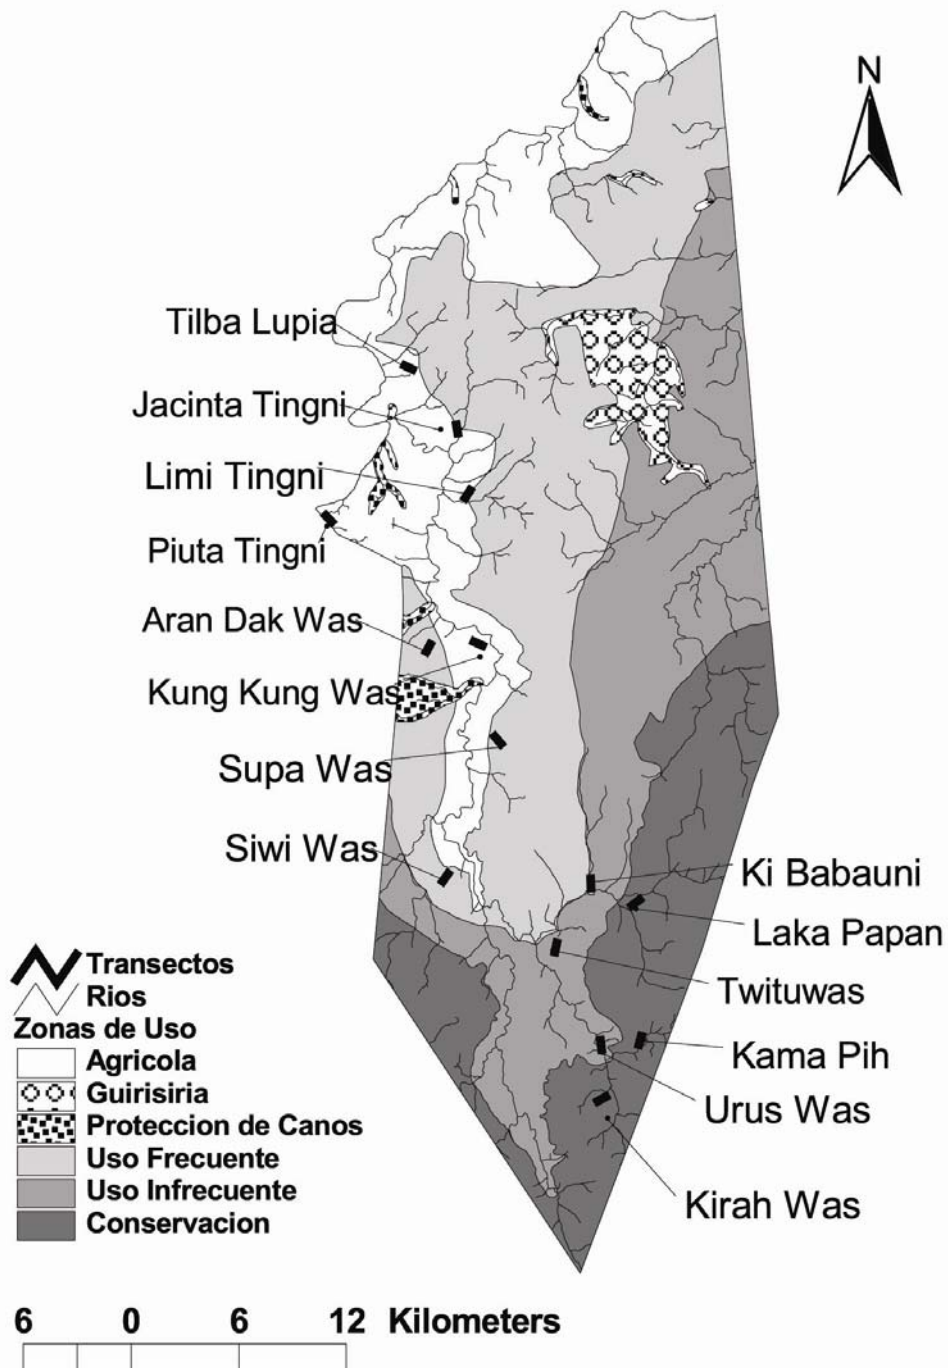 N
Tilba Lupia
Jacinta Tingni
Limi Tingni
Piuta Tingni
Aran Dak Was
Kung Kung Was
Supa Was
Siwi Was
Ki Babauni
Laka Papan
Twituwas
Kama Pih
Urus Was
Kirah Was
Transectos
Rios
Zonas de Uso
Agricola
Guirisiria
Proteccion de Canos
Uso Frecuente
Uso Infrecuente
Conservacion
6 0 6 12 Kilometers